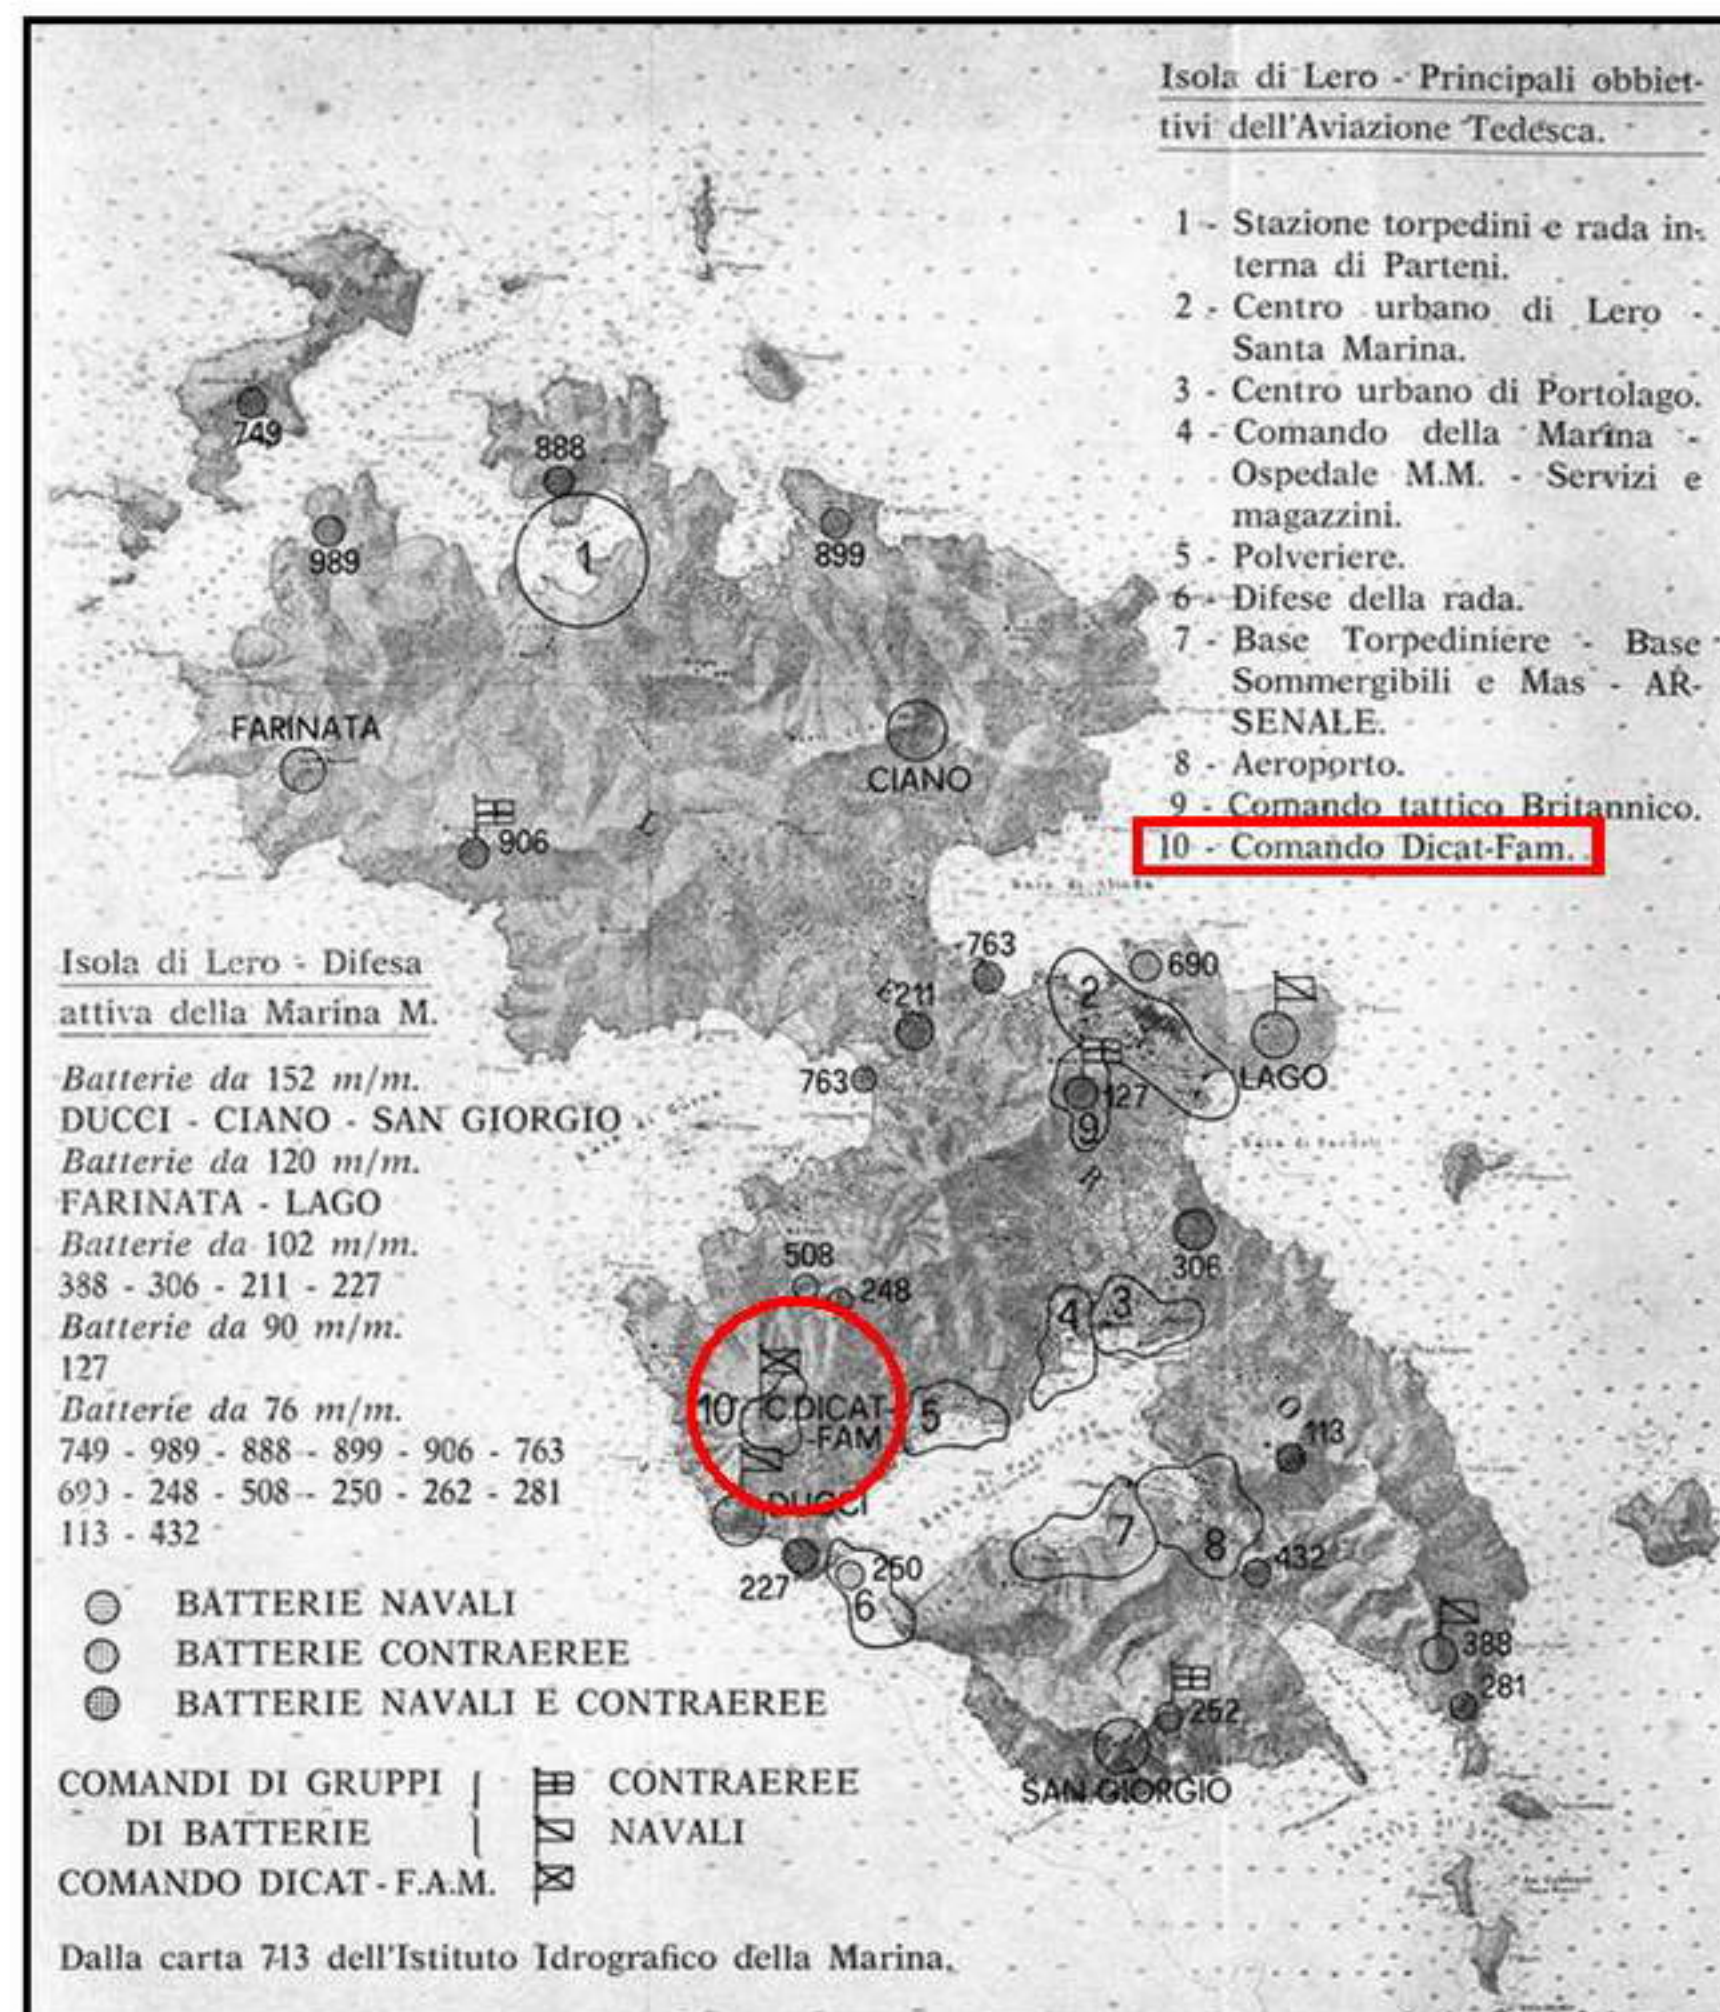 Isola di Lero - Principali obbiet-
tivi dell'Aviazione Tedesca.
1 - Stazione torpedini e rada in-
terna di Parteni.
2 - Centro urbano di Lero -
Santa Marina.
3 - Centro urbano di Portolago.
4 - Comando della Marina -
Ospedale M.M. - Servizi e
magazzini.
5 - Polveriere.
6 - Difese della rada.
7 - Base Torpediniere - Base
Sommergibili e Mas - AR-
SENALE.
8 - Aeroporto.
9 - Comando tattico Britannico.
10 - Comando Dicat-Fam.
749
888
989
1
899
FARINATA
CIANO
906
763
690
2
211
763
LAGO
127
9
R
306
508
248
4
3
10
C.DICAT-
-FAM
5
O
113
DUCCI
7
8
432
227
250
6
388
281
252
SAN GIORGIO
Isola di Lero - Difesa
attiva della Marina M.
Batterie da 152 m/m.
DUCCI - CIANO - SAN GIORGIO
Batterie da 120 m/m.
FARINATA - LAGO
Batterie da 102 m/m.
388 - 306 - 211 - 227
Batterie da 90 m/m.
127
Batterie da 76 m/m.
749 - 989 - 888 - 899 - 906 - 763
690 - 248 - 508 - 250 - 262 - 281
113 - 432
BATTERIE NAVALI
BATTERIE CONTRAEREE
BATTERIE NAVALI E CONTRAEREE
COMANDI DI GRUPPI CONTRAEREE
DI BATTERIE NAVALI
COMANDO DICAT - F.A.M.
Dalla carta 713 dell'Istituto Idrografico della Marina.